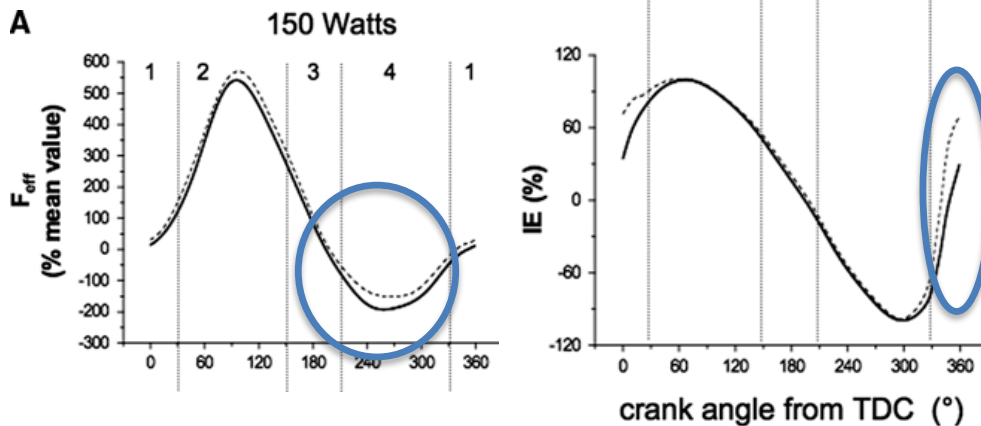 A
150 Watts
1 2 3 4 1
F_eff
(% mean value)
600
500
400
300
200
100
0
-100
-200
-300
0 60 120 180 240 300 360
IE (%)
120
60
0
-60
-120
0 60 120 180 240 300 360
crank angle from TDC (°)